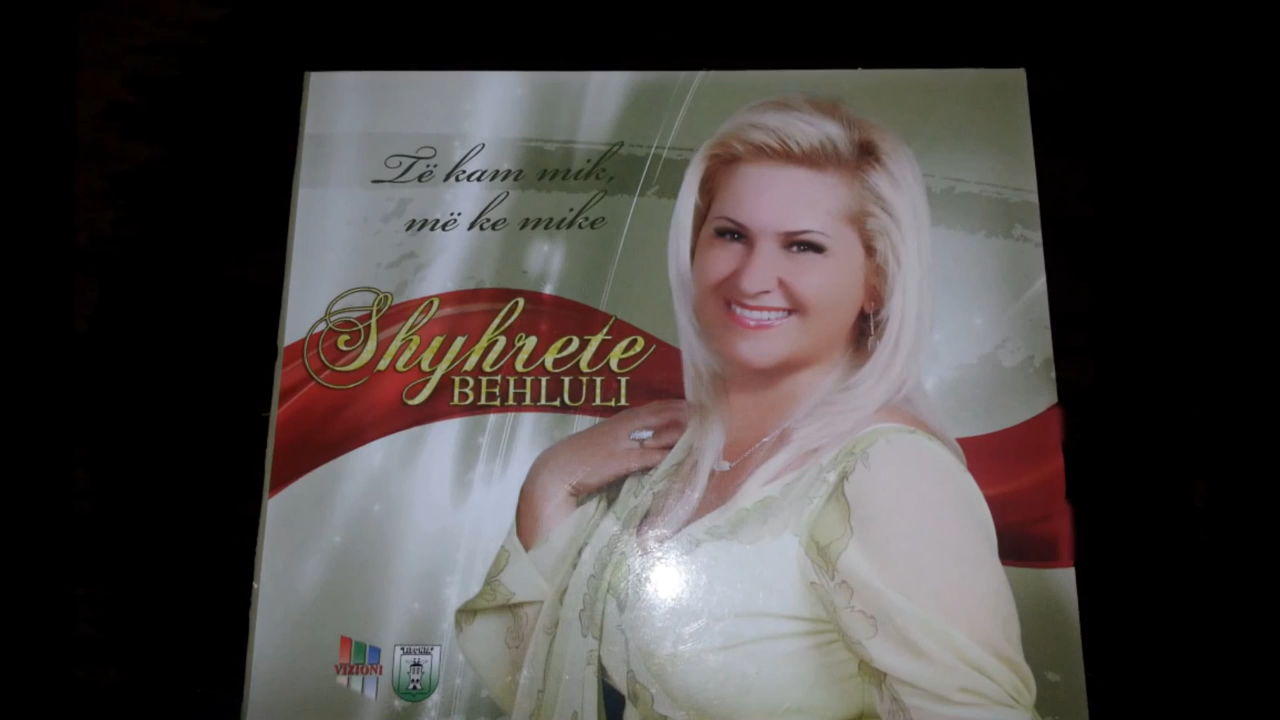 Të kam mik,
më ke mike
Shyhrete
BEHLULI
VIZIONI